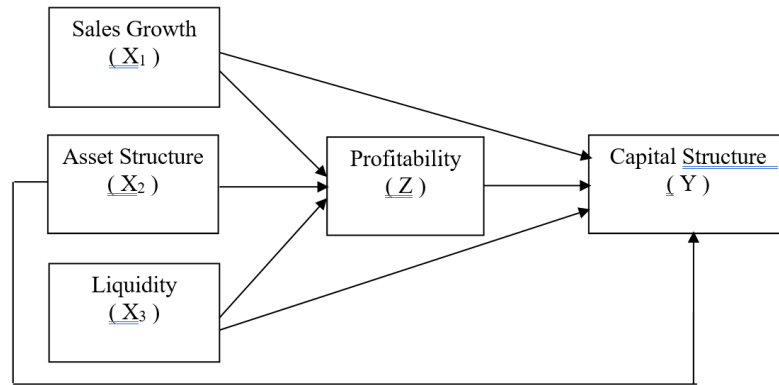 Sales Growth
( X₁ )
Asset Structure
( X₂ )
Profitability
( Z )
Capital Structure
( Y )
Liquidity
( X₃ )